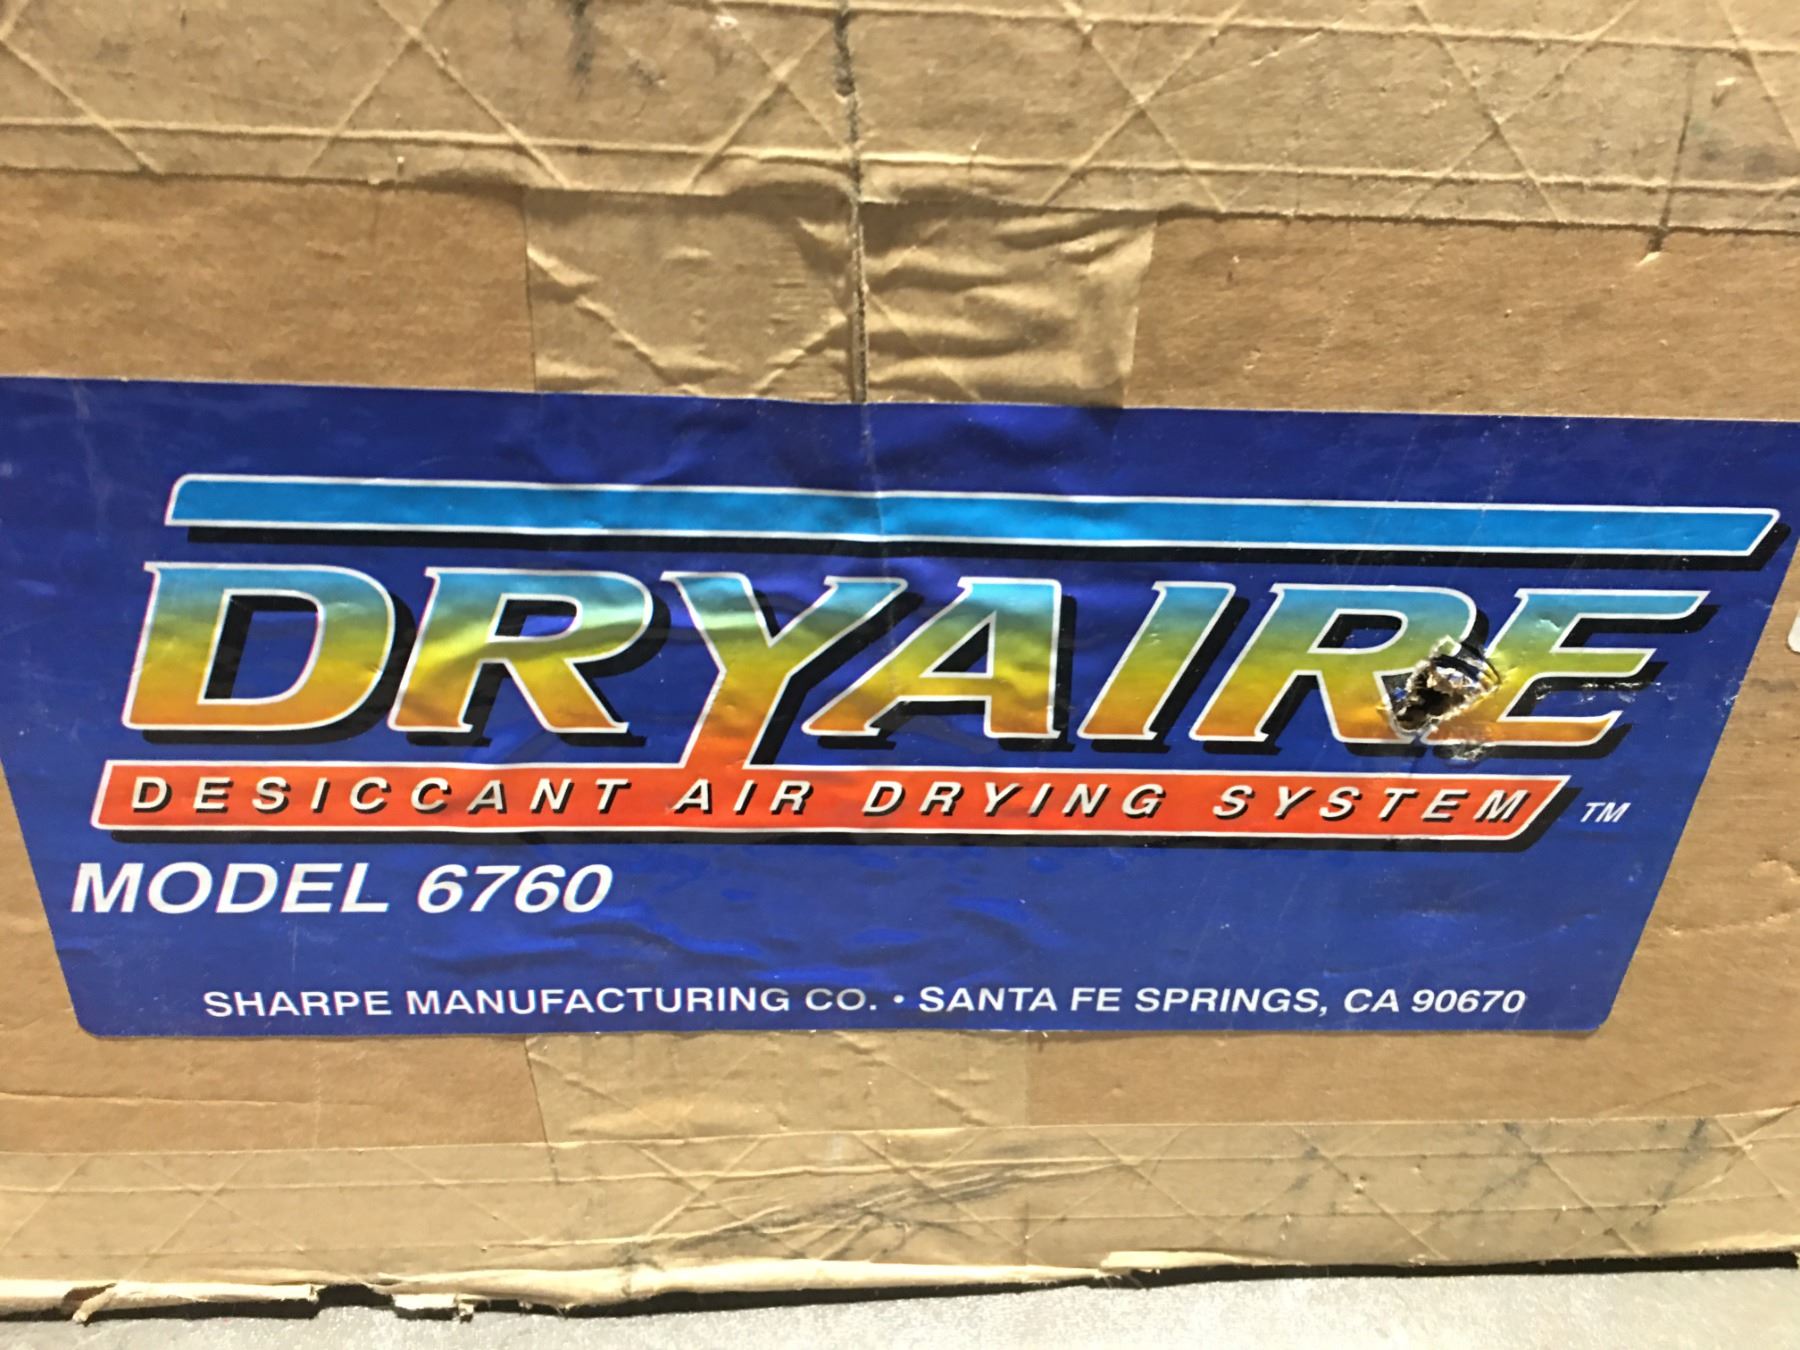 DRYAIRE
DESICCANT AIR DRYING SYSTEM TM
MODEL 6760
SHARPE MANUFACTURING CO. • SANTA FE SPRINGS, CA 90670